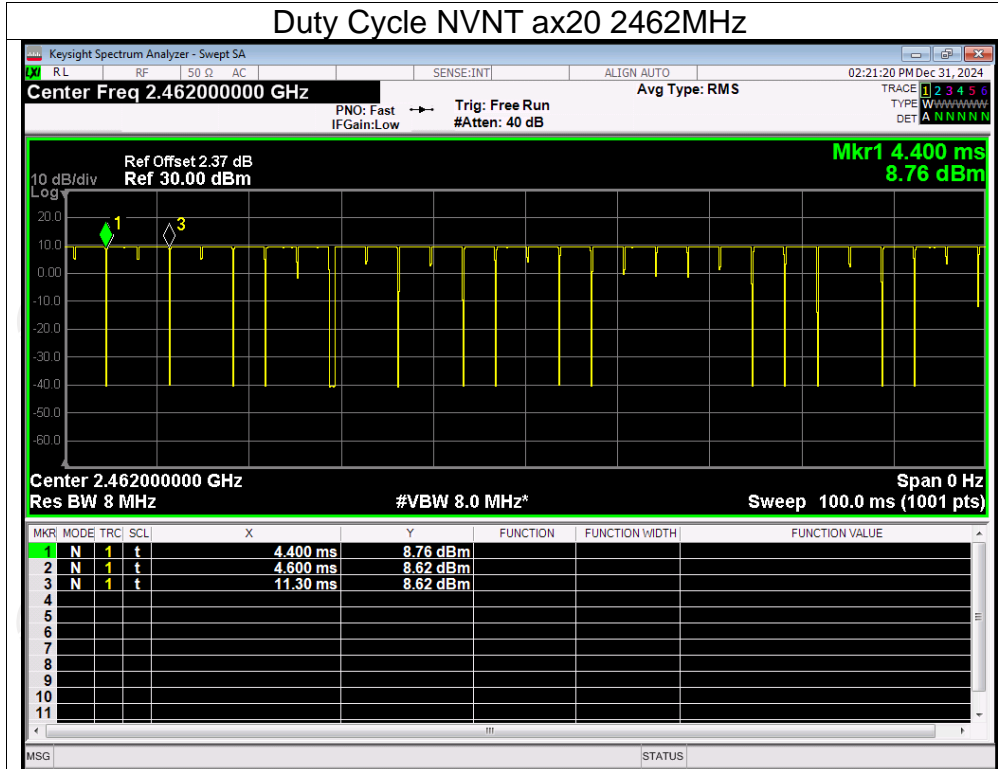 Duty Cycle NVNT ax20 2462MHz
Keysight Spectrum Analyzer - Swept SA
LXI RL RF 50 Ω AC SENSE:INT ALIGN AUTO 02:21:20 PM Dec 31, 2024
Center Freq 2.462000000 GHz Avg Type: RMS TRACE 1 2 3 4 5 6
PNO: Fast Trig: Free Run TYPE WWWWWW
IFGain:Low #Atten: 40 dB DET A N N N N N
Mkr1 4.400 ms
8.76 dBm
Ref Offset 2.37 dB
10 dB/div Ref 30.00 dBm
Log
20.0
10.0
0.00
-10.0
-20.0
-30.0
-40.0
-50.0
-60.0
1
3
Center 2.462000000 GHz Span 0 Hz
Res BW 8 MHz #VBW 8.0 MHz* Sweep 100.0 ms (1001 pts)
MKR MODE TRC SCL X Y FUNCTION FUNCTION WIDTH FUNCTION VALUE
1 N 1 t 4.400 ms 8.76 dBm
2 N 1 t 4.600 ms 8.62 dBm
3 N 1 t 11.30 ms 8.62 dBm
4
5
6
7
8
9
10
11
MSG STATUS